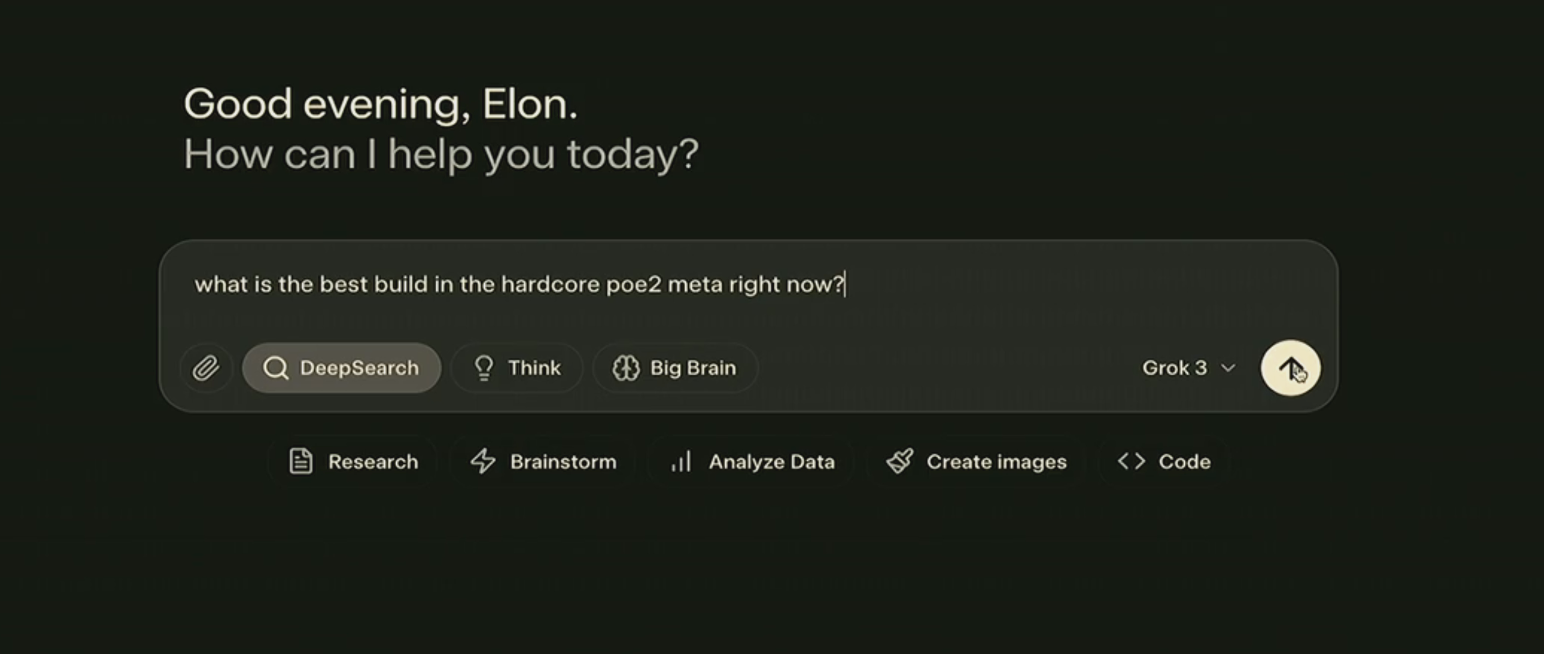 Good evening, Elon.
How can I help you today?
what is the best build in the hardcore poe2 meta right now?
DeepSearch Think Big Brain Grok 3
Research Brainstorm Analyze Data Create images Code